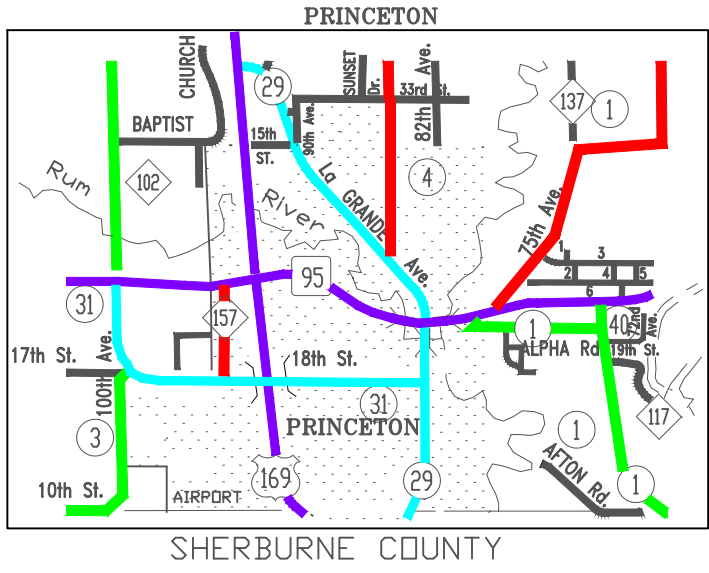 PRINCETON
CHURCH
29
SUNSET
Dr.
33rd St.
82th Ave.
137
1
BAPTIST
15th
ST.
90th Ave.
102
La GRANDE Ave.
4
Rum River
75th Ave.
1
3
2
4
5
6
95
31
157
1
40
72nd
Ave.
17th St.
100th Ave.
18th St.
ALPHA Rd.
19th St.
31
PRINCETON
117
3
1
AFTON Rd.
10th St.
AIRPORT
169
29
1
SHERBURNE COUNTY